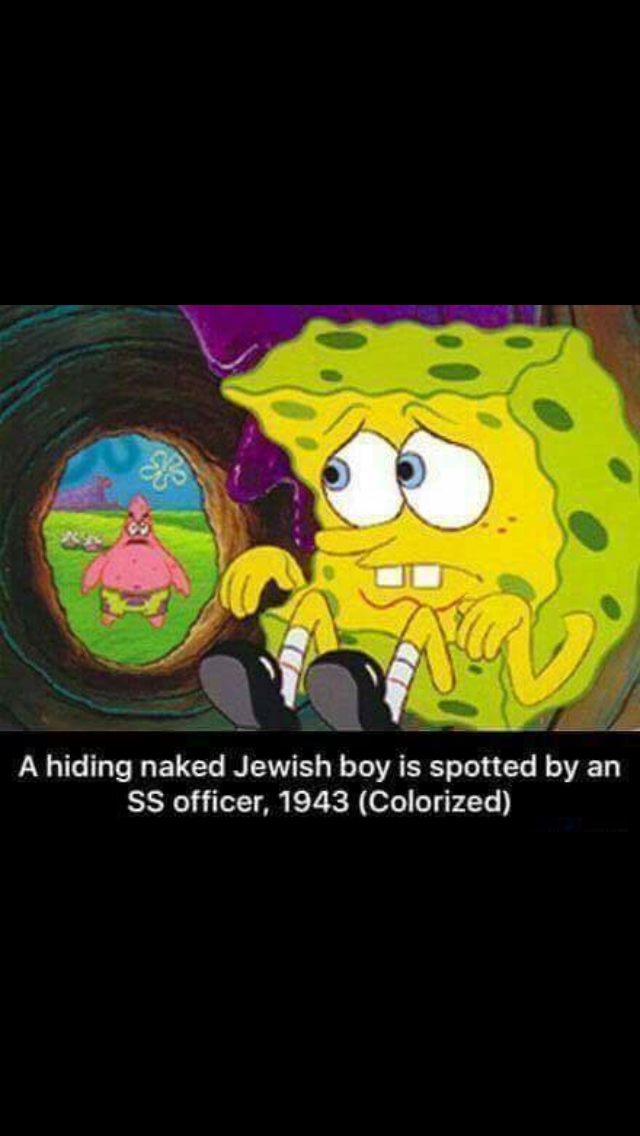 A hiding naked Jewish boy is spotted by an
SS officer, 1943 (Colorized)